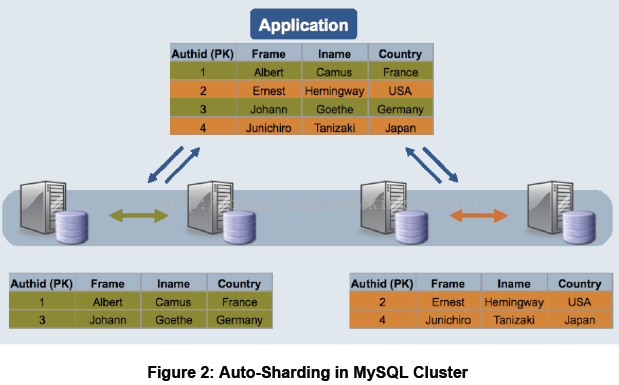 Application
Authid (PK) Frame Iname Country
1 Albert Camus France
2 Ernest Hemingway USA
3 Johann Goethe Germany
4 Junichiro Tanizaki Japan
Authid (PK) Frame Iname Country
1 Albert Camus France
3 Johann Goethe Germany
Authid (PK) Frame Iname Country
2 Ernest Hemingway USA
4 Junichiro Tanizaki Japan
Figure 2: Auto-Sharding in MySQL Cluster